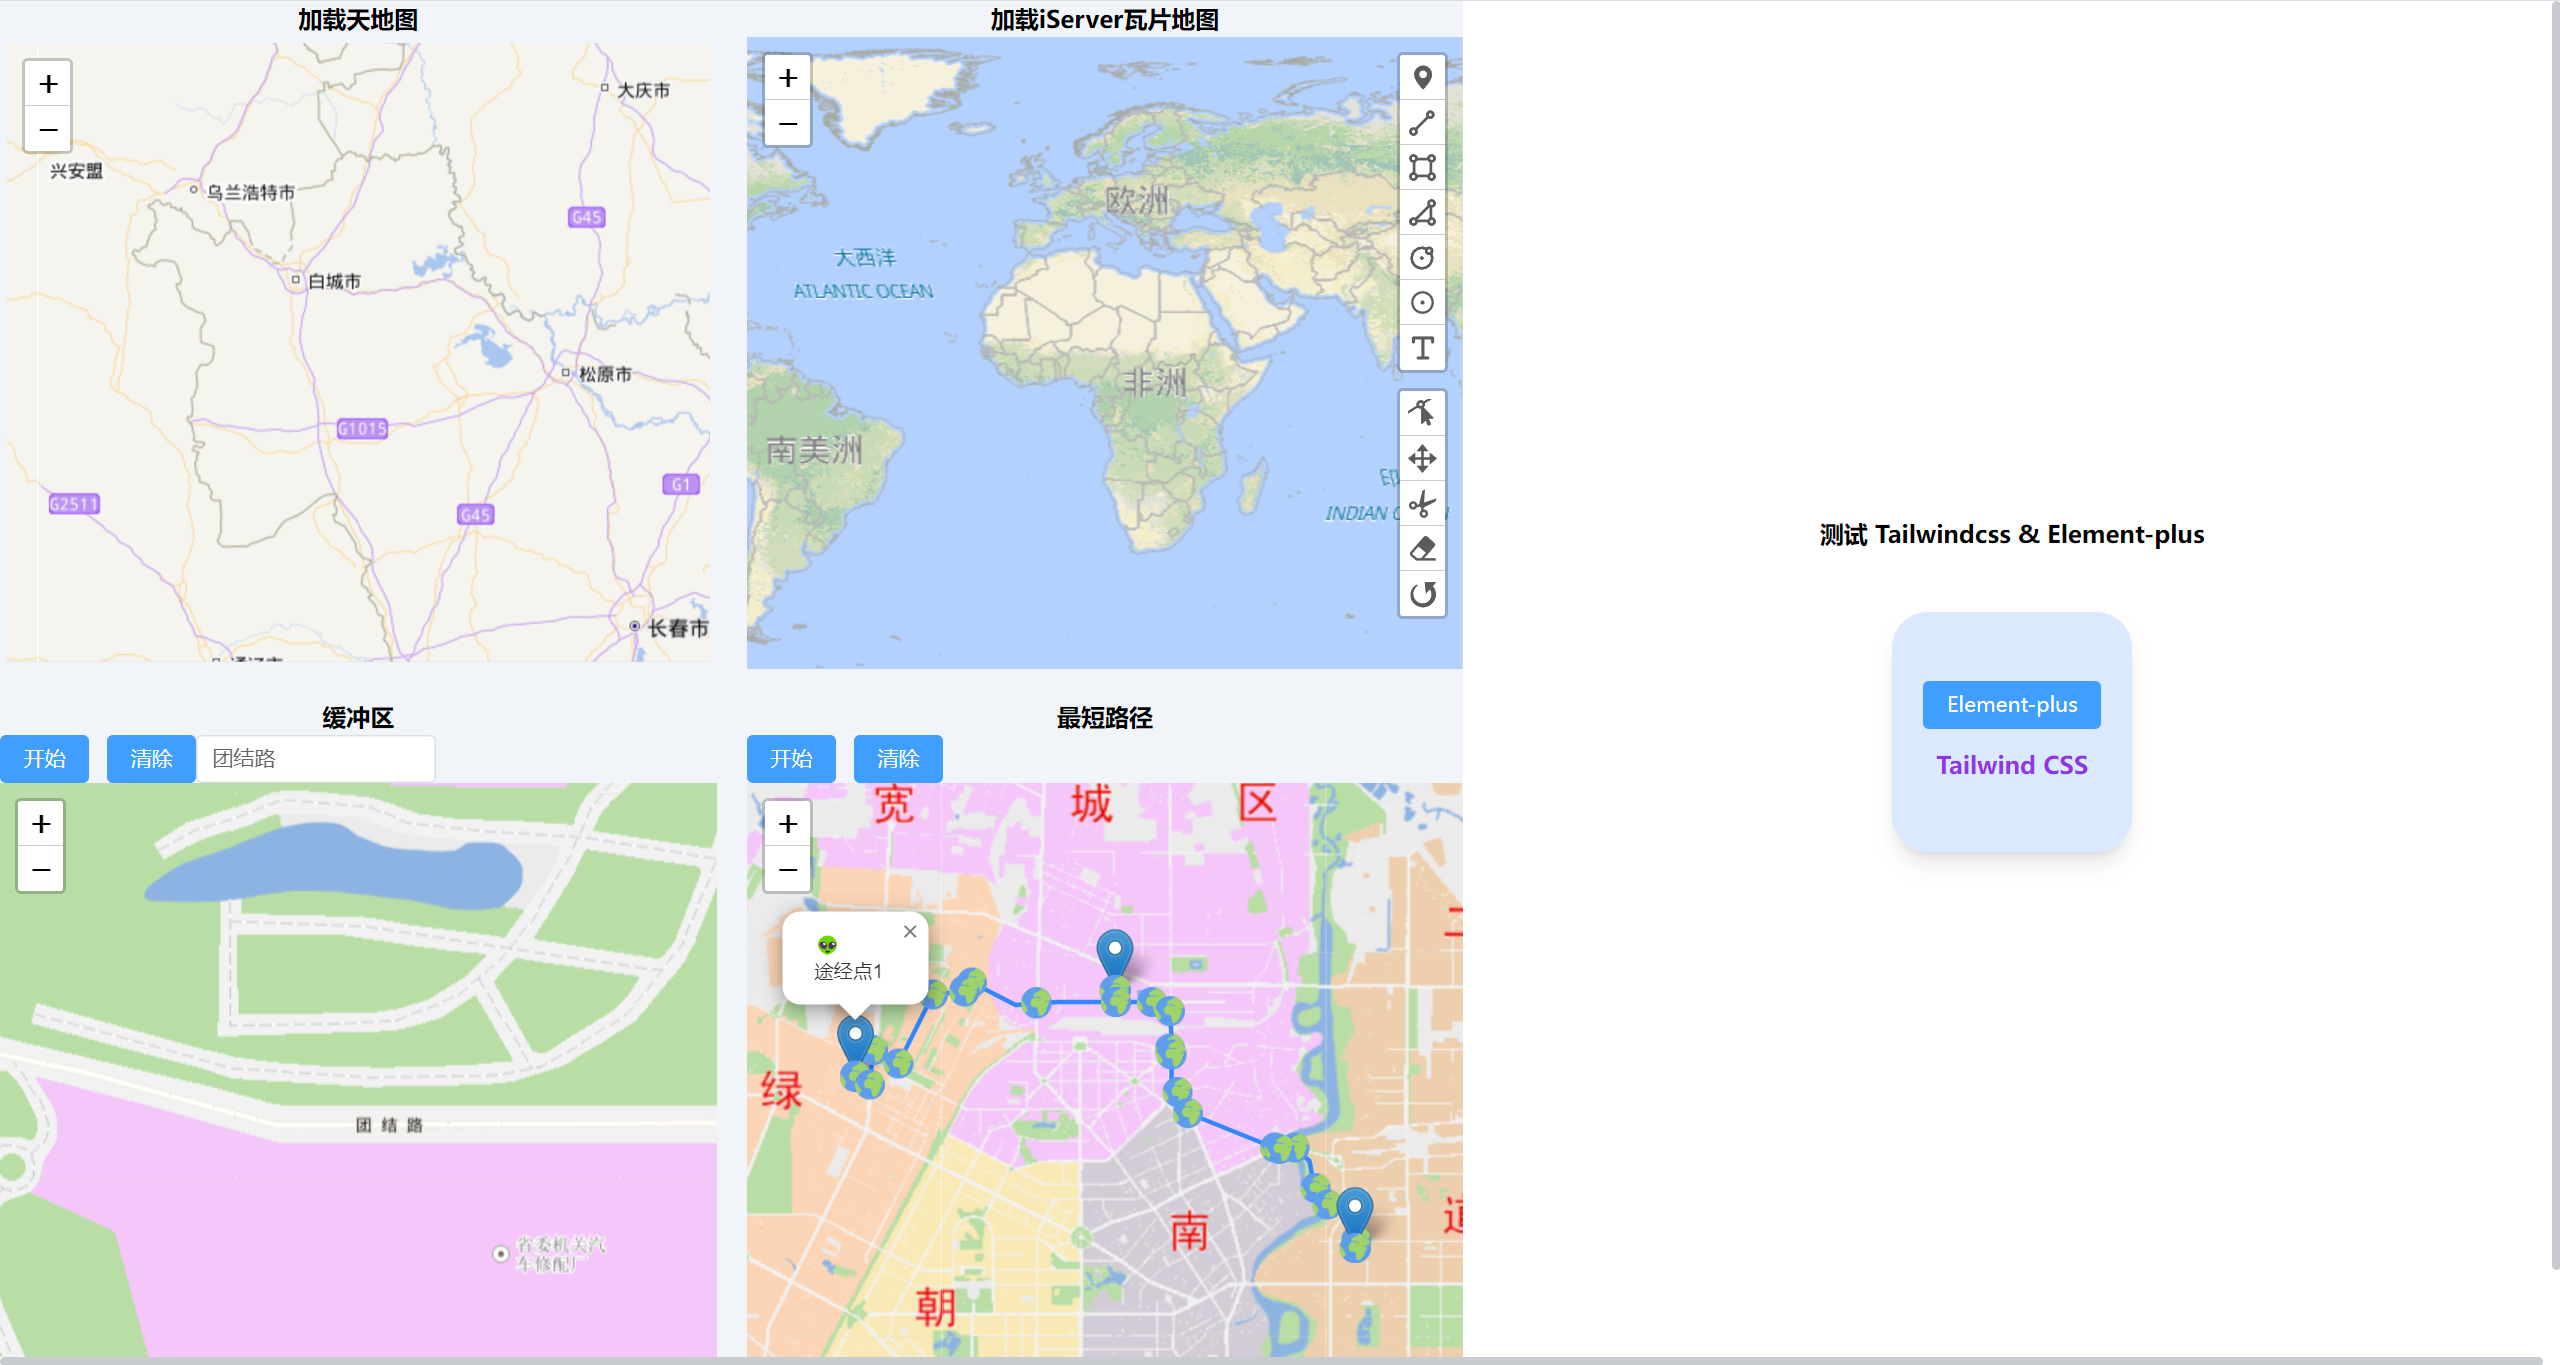 加载天地图
+
−
大庆市
兴安盟
乌兰浩特市
G45
白城市
松原市
G1015
G1
G2511
G45
长春市
加载iServer瓦片地图
+
−
欧洲
大西洋
ATLANTIC OCEAN
非洲
南美洲
INDIAN
测试 Tailwindcss & Element-plus
Element-plus
Tailwind CSS
缓冲区
开始
清除
团结路
+
−
团结路
省委机关汽
车修配厂
最短路径
开始
清除
+
−
宽城区
途经点1
绿
南
朝